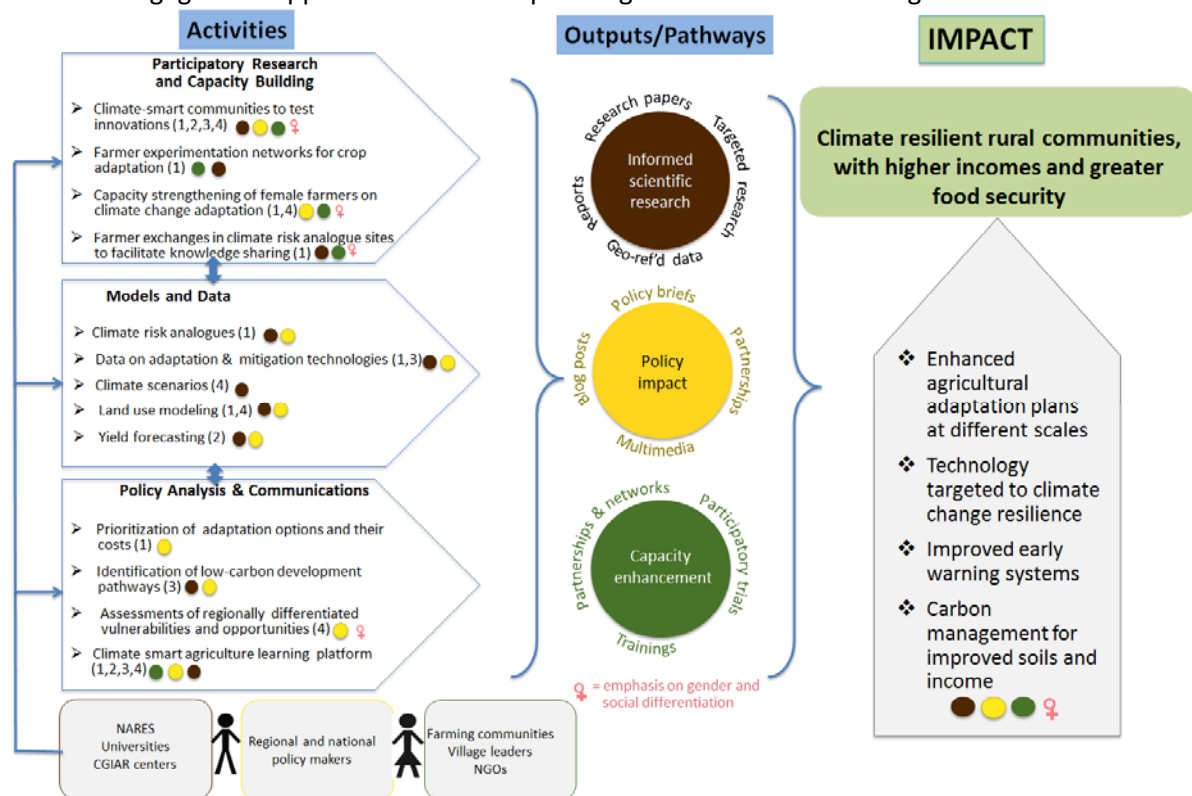 Activities
Outputs/Pathways
IMPACT
Participatory Research
and Capacity Building
➢ Climate-smart communities to test
innovations (1,2,3,4)
➢ Farmer experimentation networks for crop
adaptation (1)
➢ Capacity strengthening of female farmers on
climate change adaptation (1,4)
➢ Farmer exchanges in climate risk analogue sites
to facilitate knowledge sharing (1)
Models and Data
➢ Climate risk analogues (1)
➢ Data on adaptation & mitigation technologies (1,3)
➢ Climate scenarios (4)
➢ Land use modeling (1,4)
➢ Yield forecasting (2)
Policy Analysis & Communications
➢ Prioritization of adaptation options and their
costs (1)
➢ Identification of low-carbon development
pathways (3)
➢ Assessments of regionally differentiated
vulnerabilities and opportunities (4)
➢ Climate smart agriculture learning platform
(1,2,3,4)
NARES
Universities
CGIAR centers
Regional and national
policy makers
Farming communities
Village leaders
NGOs
Research papers
Targeted research
Reports
Geo-ref'd data
Informed
scientific
research
Policy briefs
Blog posts
Partnerships
Multimedia
Policy
impact
Partnerships & networks
Participatory trials
Trainings
Capacity
enhancement
♀ = emphasis on gender and
social differentiation
Climate resilient rural communities,
with higher incomes and greater
food security
❖ Enhanced
agricultural
adaptation plans
at different scales
❖ Technology
targeted to climate
change resilience
❖ Improved early
warning systems
❖ Carbon
management for
improved soils and
income